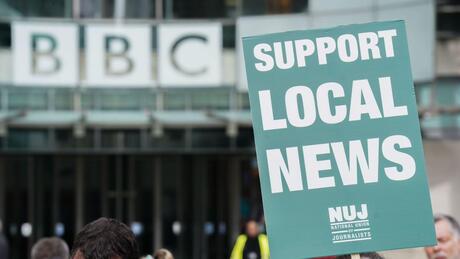 BBC
SUPPORT
LOCAL
NEWS
NUJ
NATIONAL UNION
OF JOURNALISTS